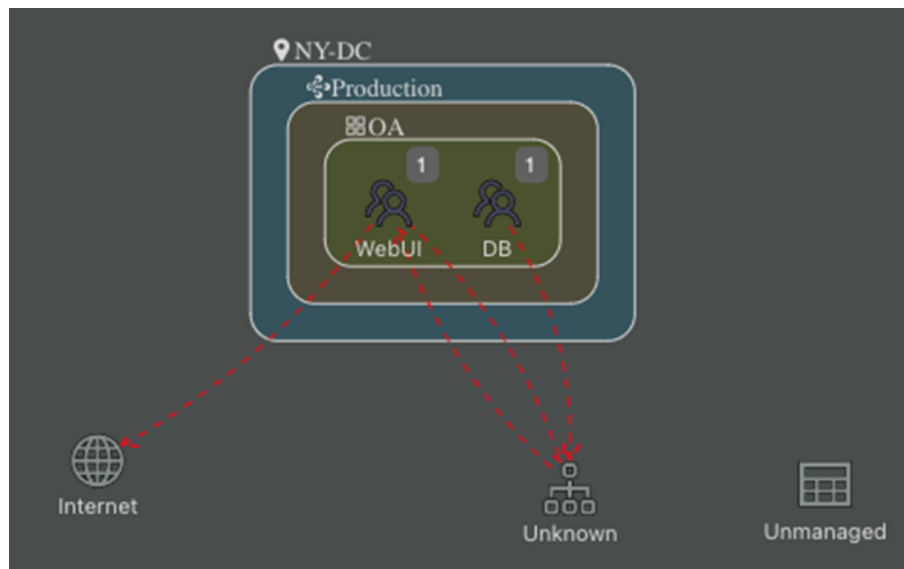 NY-DC
Production
OA
1
1
WebUI
DB
Internet
Unknown
Unmanaged